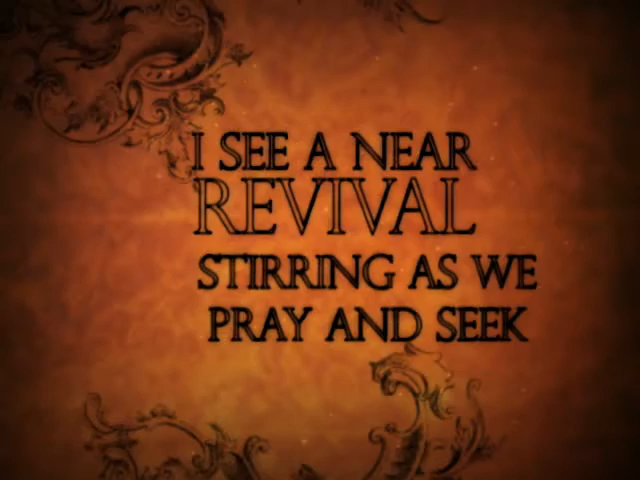 I SEE A NEAR
REVIVAL
STIRRING AS WE
PRAY AND SEEK